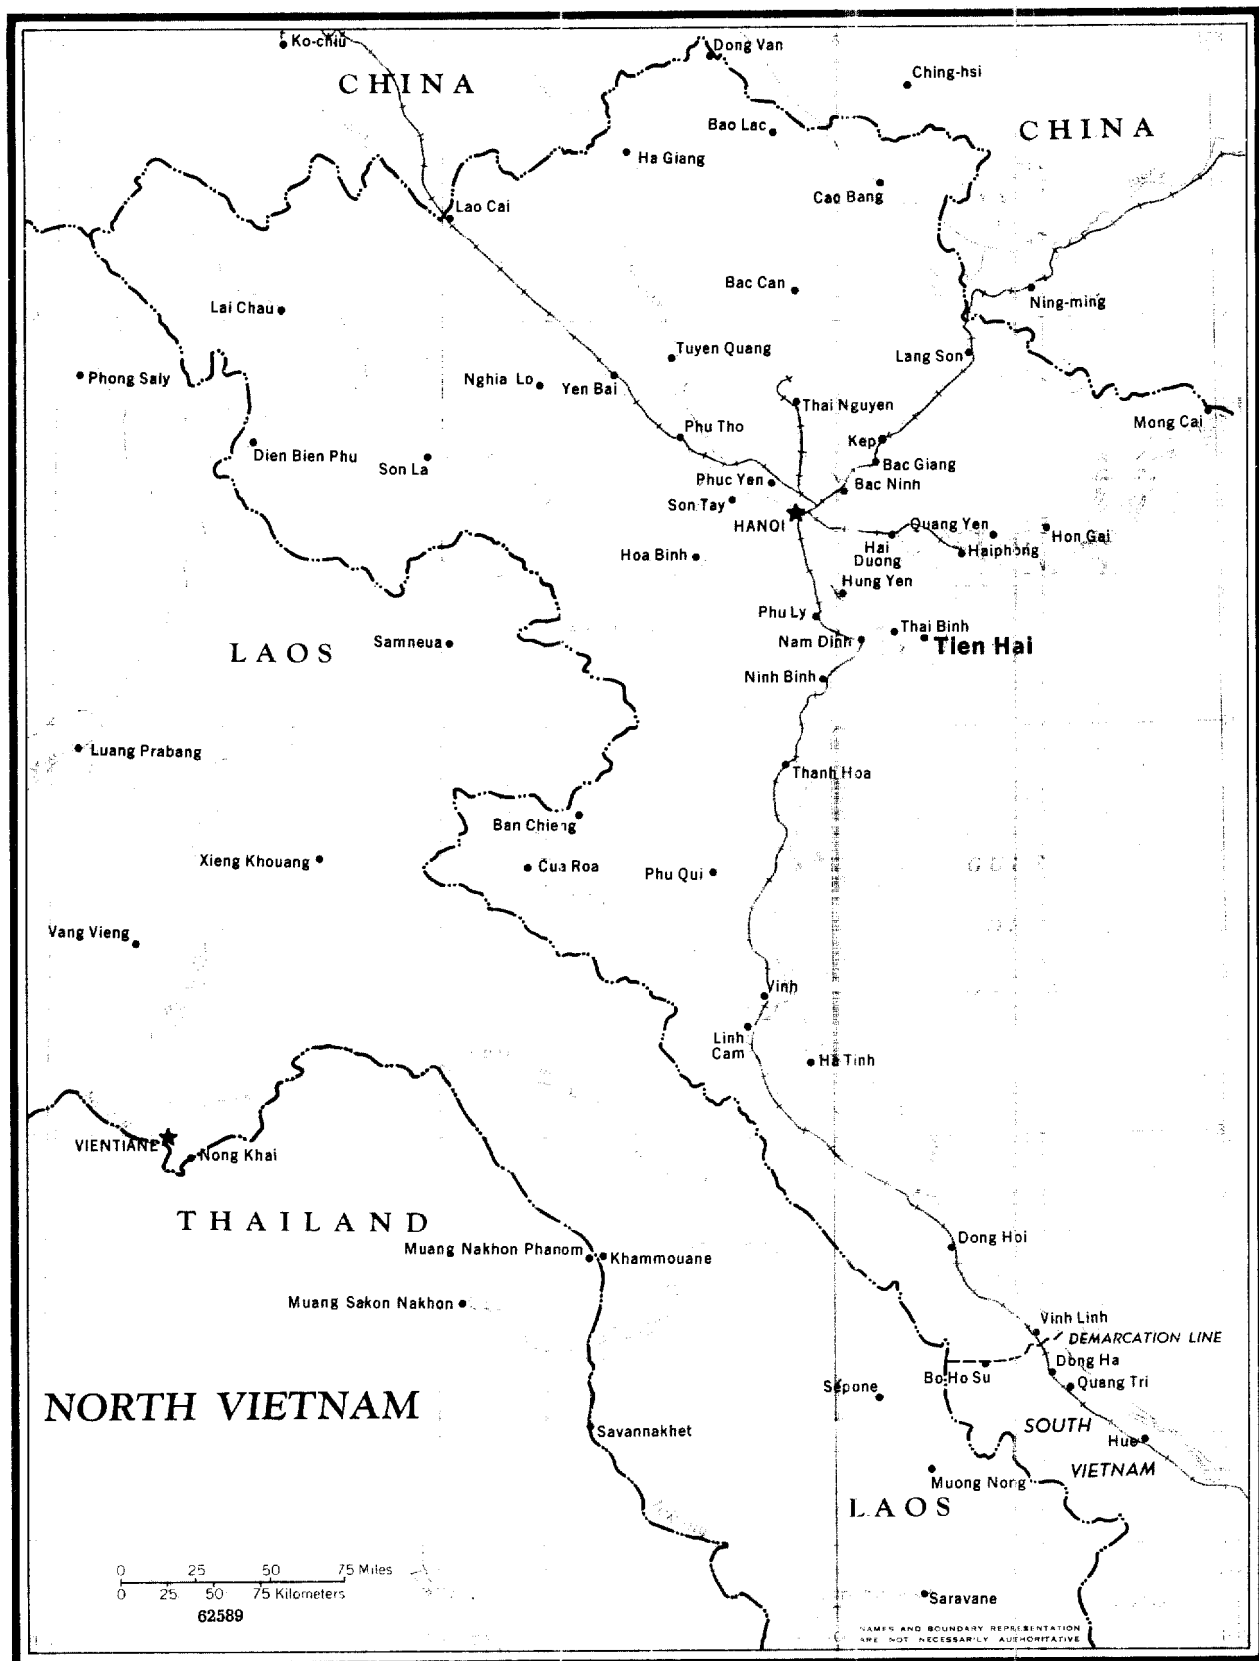 Ko-chiu
Dong Van
CHINA
Ching-hsi
Bao Lac
CHINA
Ha Giang
Cao Bang
Lao Cai
Bac Can
Ning-ming
Lai Chau
Tuyen Quang
Lang Son
Phong Saly
Nghia Lo
Yen Bai
Thai Nguyen
Mong Cai
Phu Tho
Kep
Dien Bien Phu
Son La
Bac Giang
Phuc Yen
Bac Ninh
Son Tay
HANOI
Quang Yen
Hon Gai
Hai
Duong
Haiphong
Hoa Binh
Hung Yen
Phu Ly
Thai Binh
LAOS
Samneua
Nam Dinh
Tien Hai
Ninh Binh
Luang Prabang
Thanh Hoa
Ban Chieng
Xieng Khouang
Cua Roa
Phu Qui
GULF
Vang Vieng
Vinh
Linh
Cam
Ha Tinh
VIENTIANE
Nong Khai
THAILAND
Dong Hoi
Muang Nakhon Phanom
Khammouane
Muang Sakon Nakhon
Vinh Linh
DEMARCATION LINE
Dong Ha
Bo Ho Su
Sepone
Quang Tri
NORTH VIETNAM
Savannakhet
SOUTH
VIETNAM
Hue
Muong Nong
LAOS
0 25 50 75 Miles
0 25 50 75 Kilometers
62589
Saravane
NAMES AND BOUNDARY REPRESENTATION
ARE NOT NECESSARILY AUTHORITATIVE